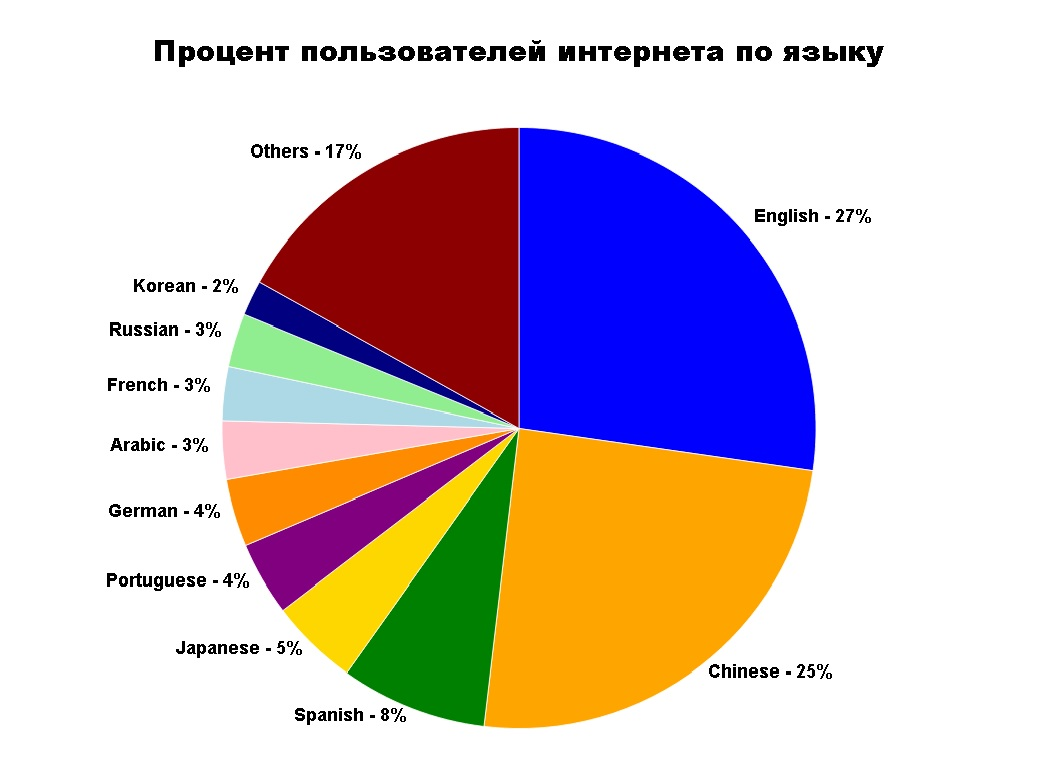 Процент пользователей интернета по языку
Others - 17%
English - 27%
Korean - 2%
Russian - 3%
French - 3%
Arabic - 3%
German - 4%
Portuguese - 4%
Japanese - 5%
Chinese - 25%
Spanish - 8%